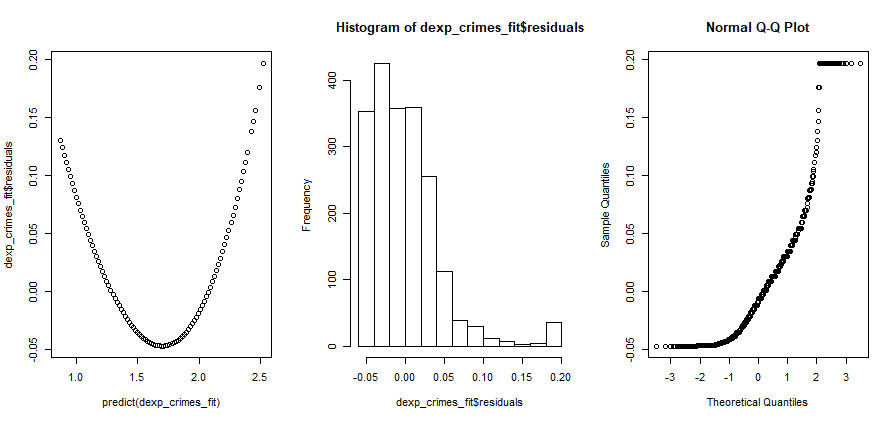 dexp_crimes_fit$residuals
-0.05 0.00 0.05 0.10 0.15 0.20
1.0 1.5 2.0 2.5
predict(dexp_crimes_fit)
Histogram of dexp_crimes_fit$residuals
Frequency
0 100 200 300 400
-0.05 0.00 0.05 0.10 0.15 0.20
dexp_crimes_fit$residuals
Normal Q-Q Plot
Sample Quantiles
-0.05 0.00 0.05 0.10 0.15 0.20
-3 -2 -1 0 1 2 3
Theoretical Quantiles